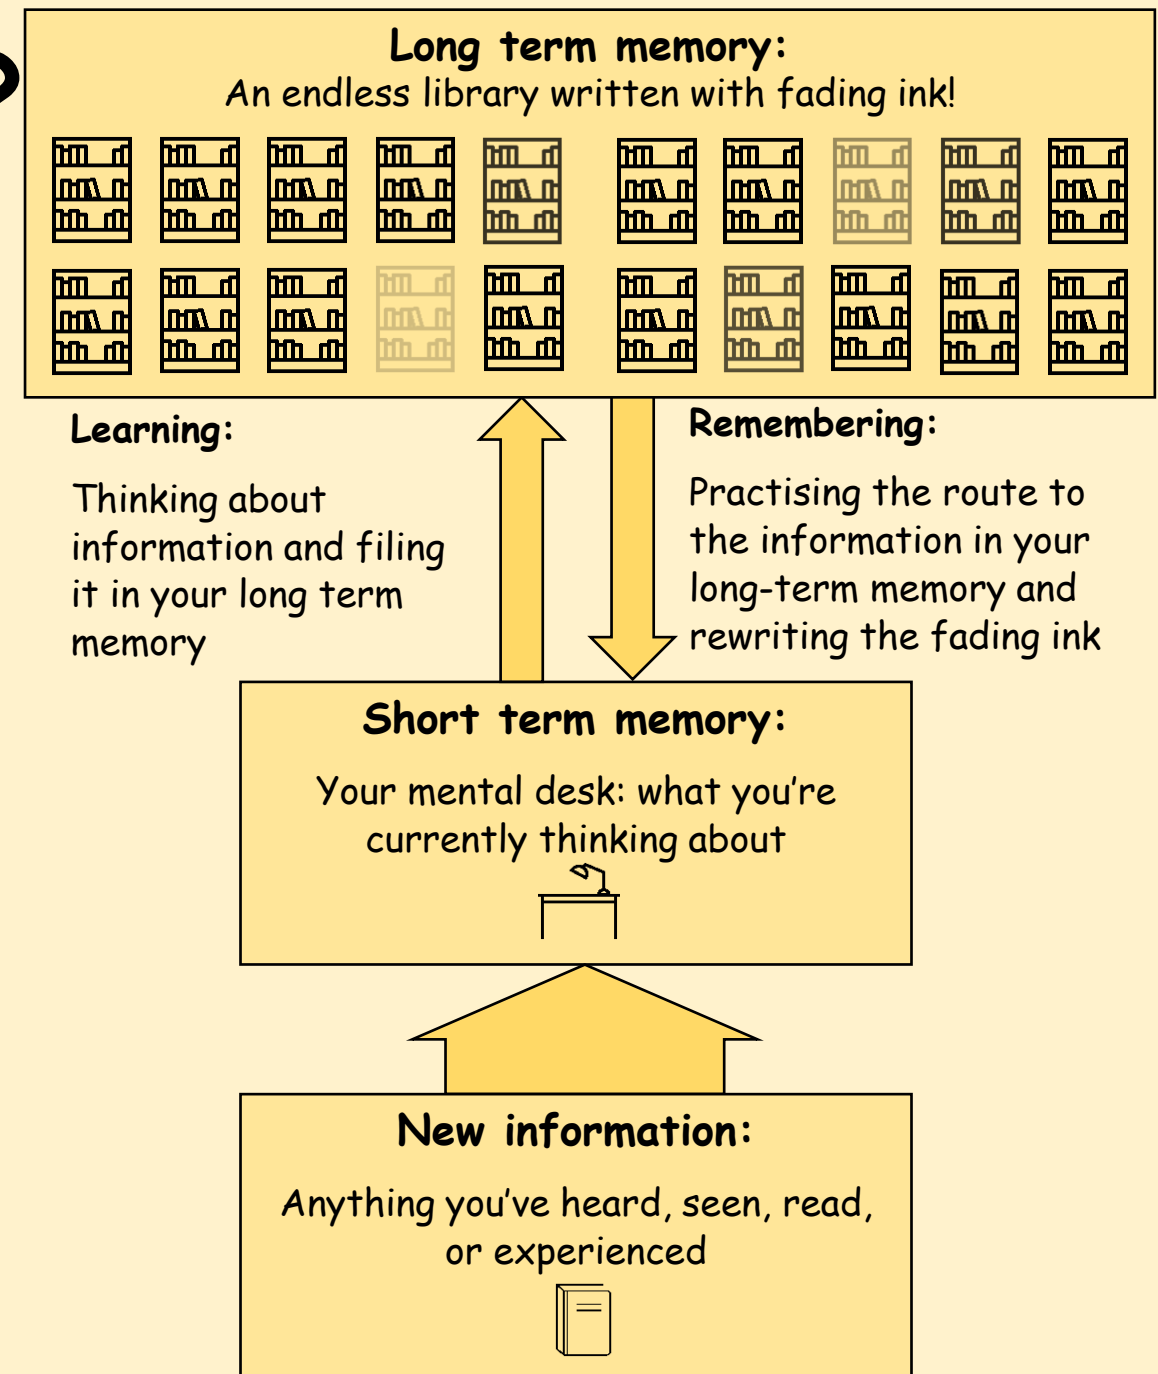 Long term memory:
An endless library written with fading ink!
Learning:
Thinking about
information and filing
it in your long term
memory
Remembering:
Practising the route to
the information in your
long-term memory and
rewriting the fading ink
Short term memory:
Your mental desk: what you're
currently thinking about
New information:
Anything you've heard, seen, read,
or experienced